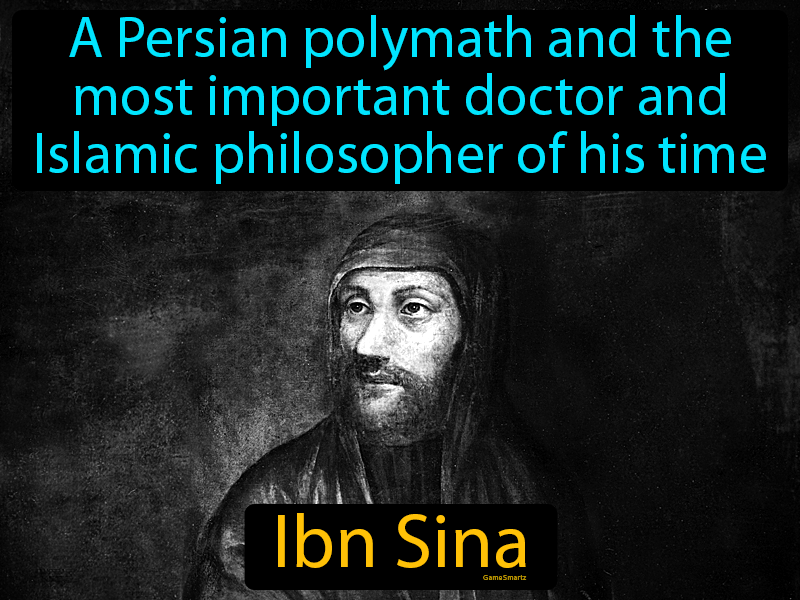 A Persian polymath and the
most important doctor and
Islamic philosopher of his time
Ibn Sina
GameSmartz